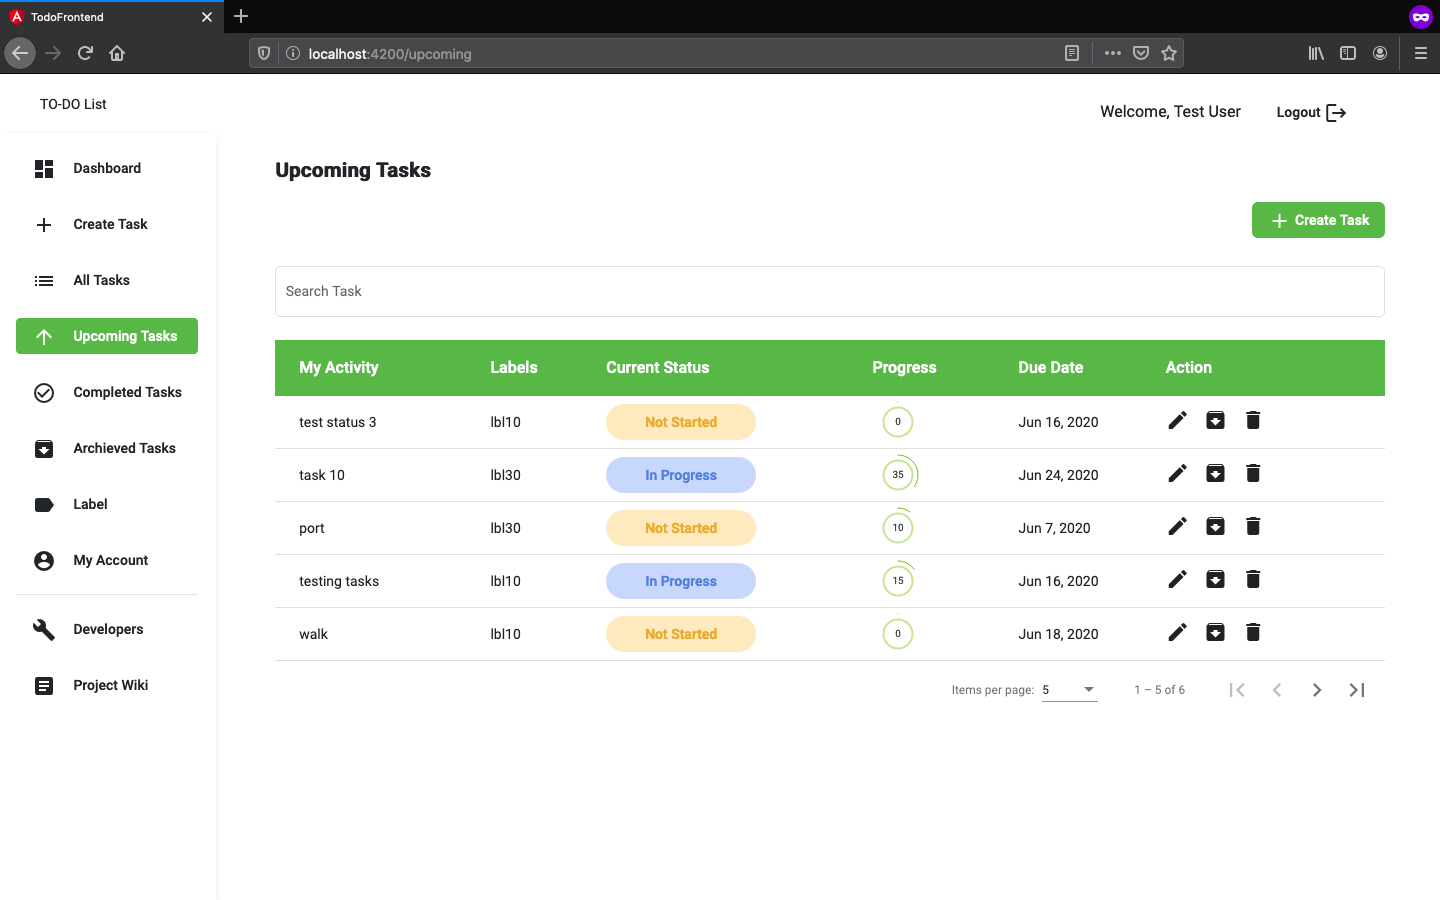 TodoFrontend
localhost:4200/upcoming
TO-DO List
Welcome, Test User
Logout
Dashboard
Create Task
All Tasks
Upcoming Tasks
Completed Tasks
Archieved Tasks
Label
My Account
Developers
Project Wiki
Upcoming Tasks
Create Task
Search Task
My Activity Labels Current Status Progress Due Date Action
test status 3 lbl10 Not Started 0 Jun 16, 2020
task 10 lbl30 In Progress 35 Jun 24, 2020
port lbl30 Not Started 10 Jun 7, 2020
testing tasks lbl10 In Progress 15 Jun 16, 2020
walk lbl10 Not Started 0 Jun 18, 2020
Items per page: 5 1 – 5 of 6